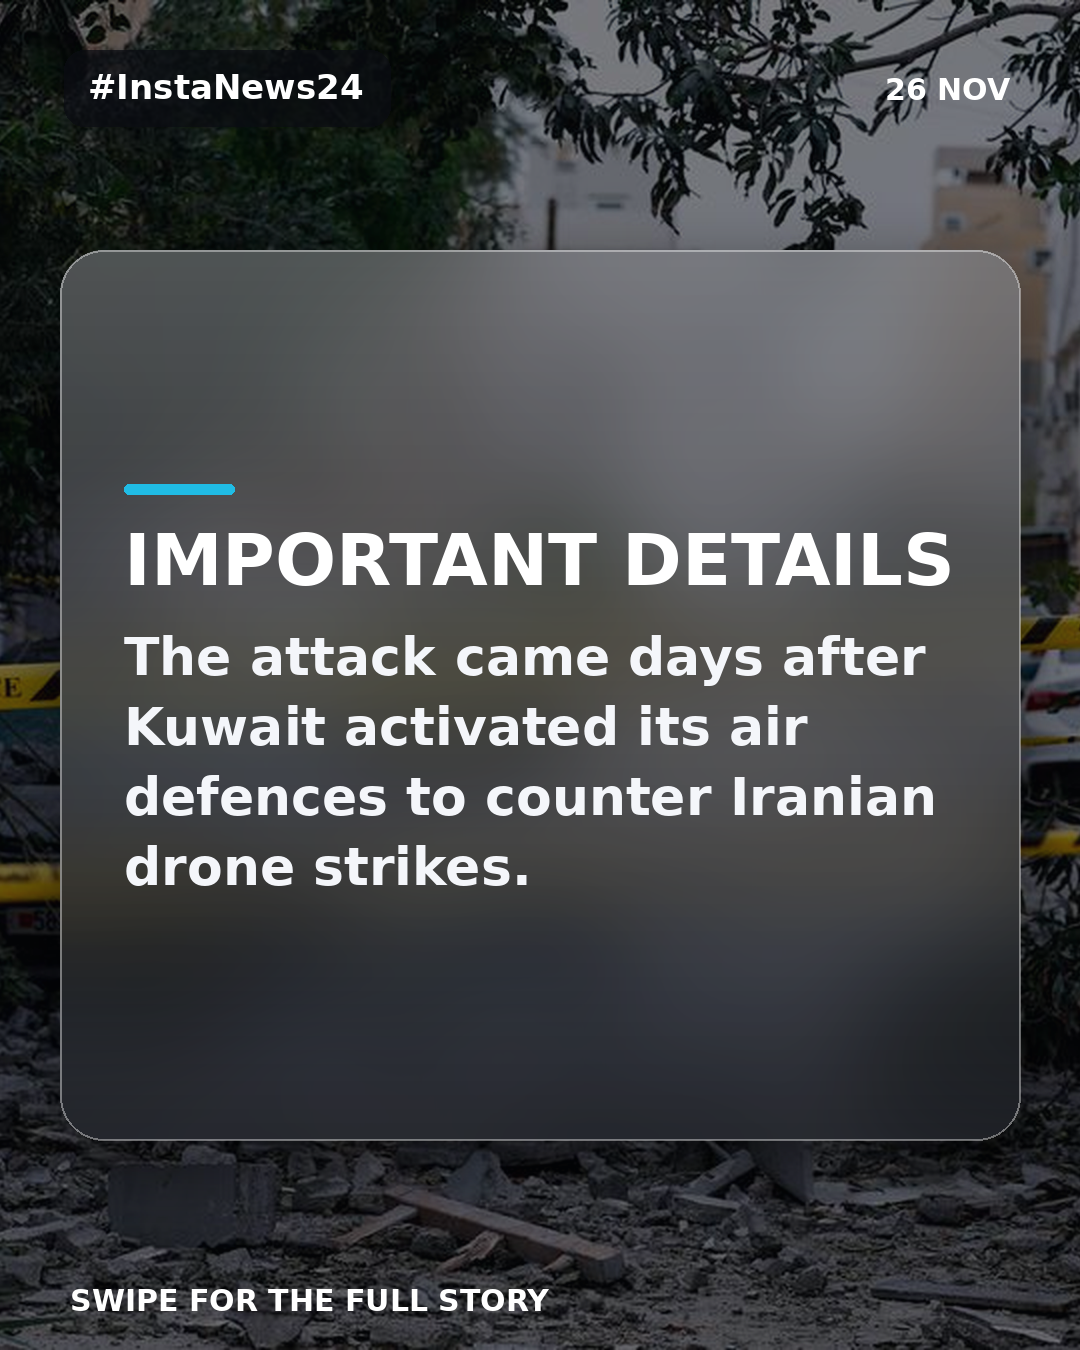 #InstaNews24
26 NOV
IMPORTANT DETAILS
The attack came days after
Kuwait activated its air
defences to counter Iranian
drone strikes.
SWIPE FOR THE FULL STORY